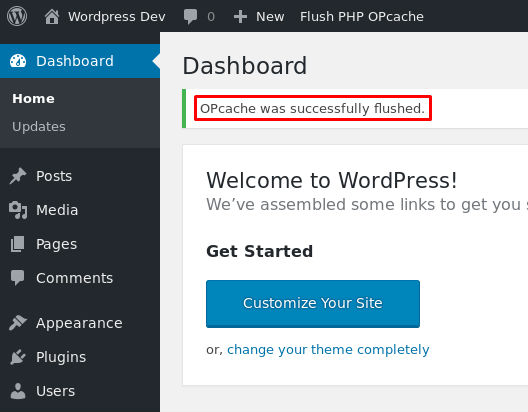 Wordpress Dev 0 New Flush PHP OPcache
Dashboard
Home
Updates
Posts
Media
Pages
Comments
Appearance
Plugins
Users
Dashboard
OPcache was successfully flushed.
Welcome to WordPress!
We've assembled some links to get you
Get Started
Customize Your Site
or, change your theme completely